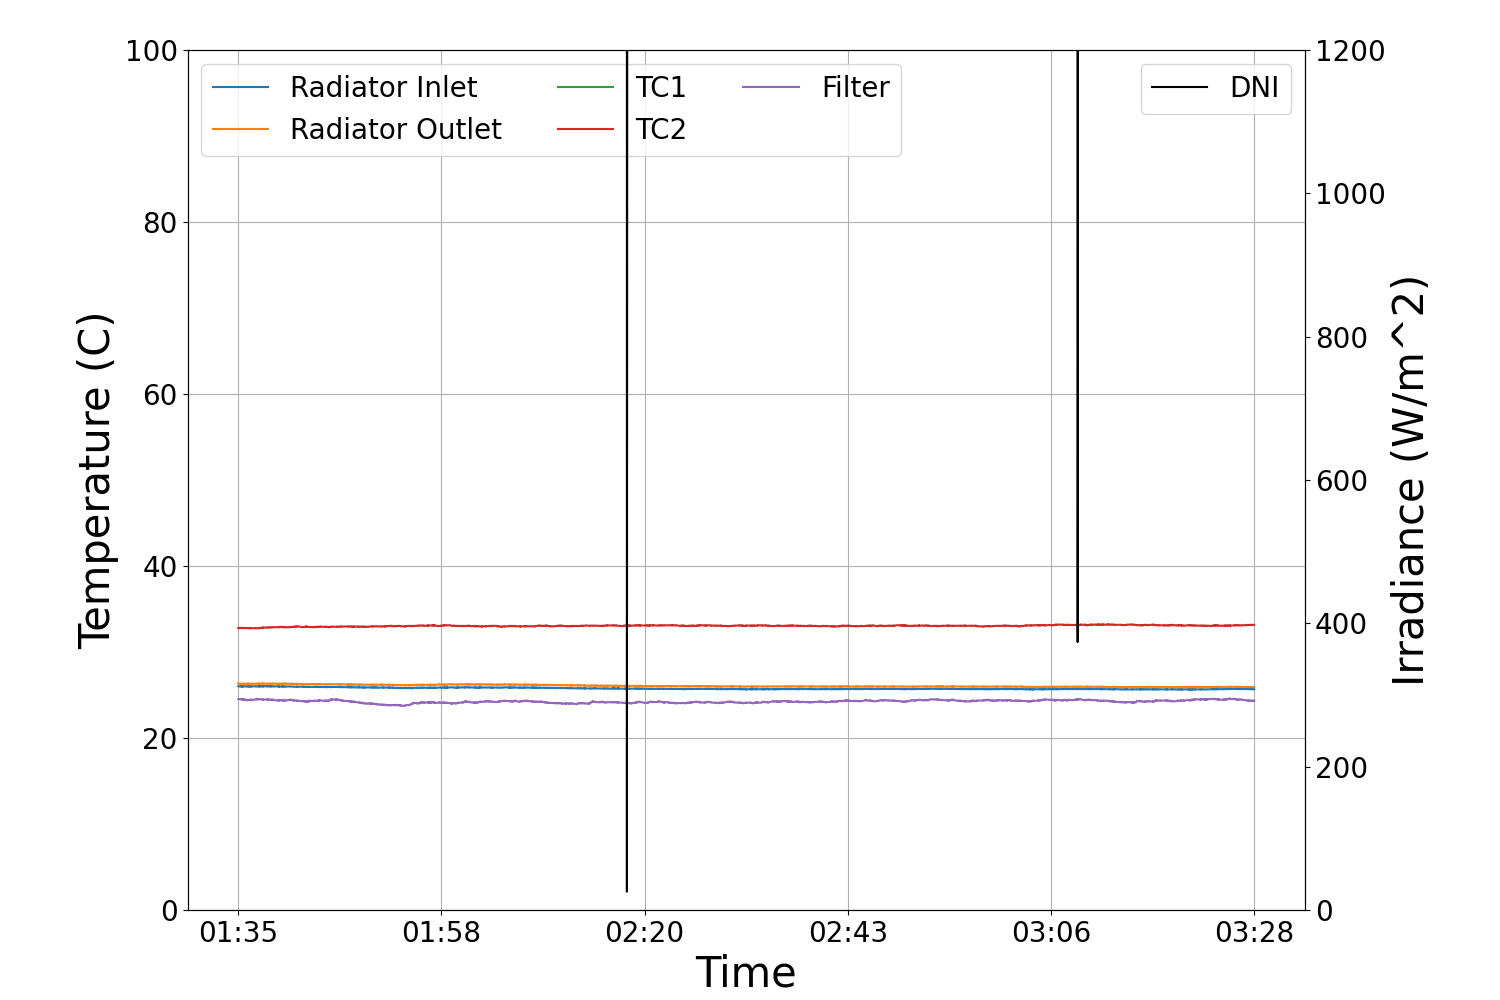 Radiator Inlet
Radiator Outlet
TC1
TC2
Filter
DNI
Temperature (C)
100
80
60
40
20
0
Irradiance (W/m^2)
1200
1000
800
600
400
200
0
01:35 01:58 02:20 02:43 03:06 03:28
Time